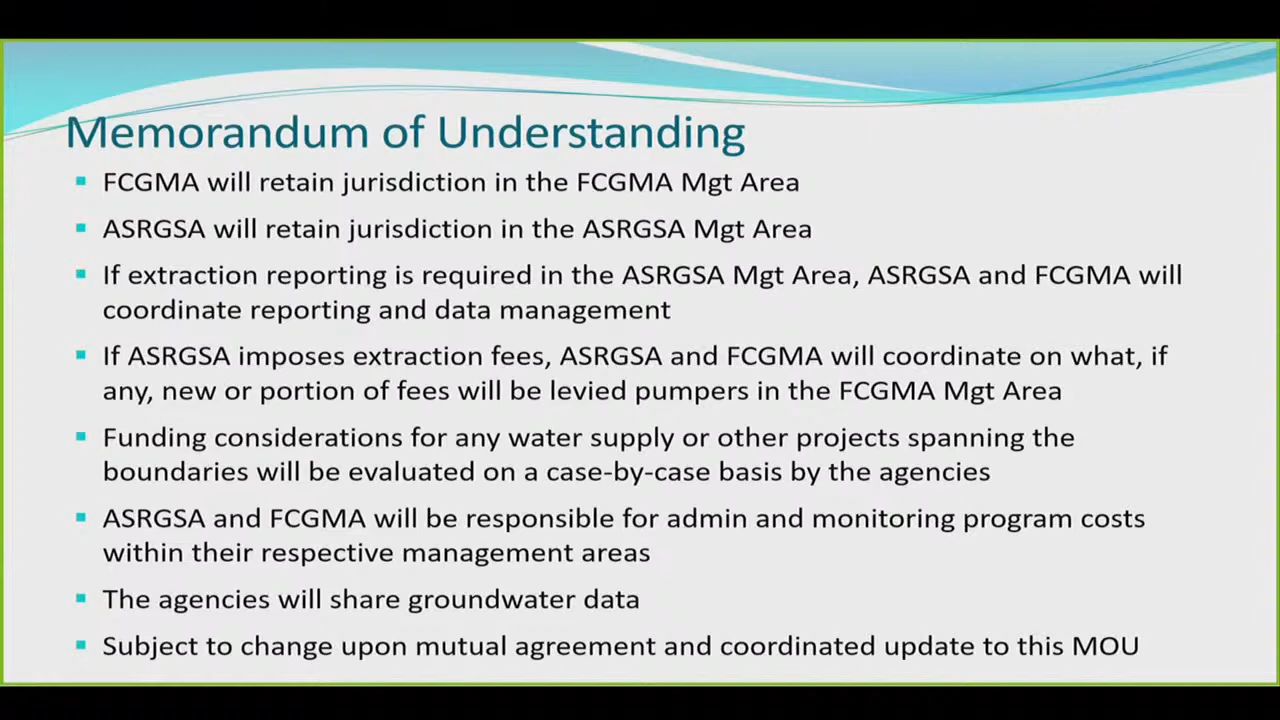 Memorandum of Understanding
FCGMA will retain jurisdiction in the FCGMA Mgt Area
ASRGSA will retain jurisdiction in the ASRGSA Mgt Area
If extraction reporting is required in the ASRGSA Mgt Area, ASRGSA and FCGMA will
coordinate reporting and data management
If ASRGSA imposes extraction fees, ASRGSA and FCGMA will coordinate on what, if
any, new or portion of fees will be levied pumpers in the FCGMA Mgt Area
Funding considerations for any water supply or other projects spanning the
boundaries will be evaluated on a case-by-case basis by the agencies
ASRGSA and FCGMA will be responsible for admin and monitoring program costs
within their respective management areas
The agencies will share groundwater data
Subject to change upon mutual agreement and coordinated update to this MOU